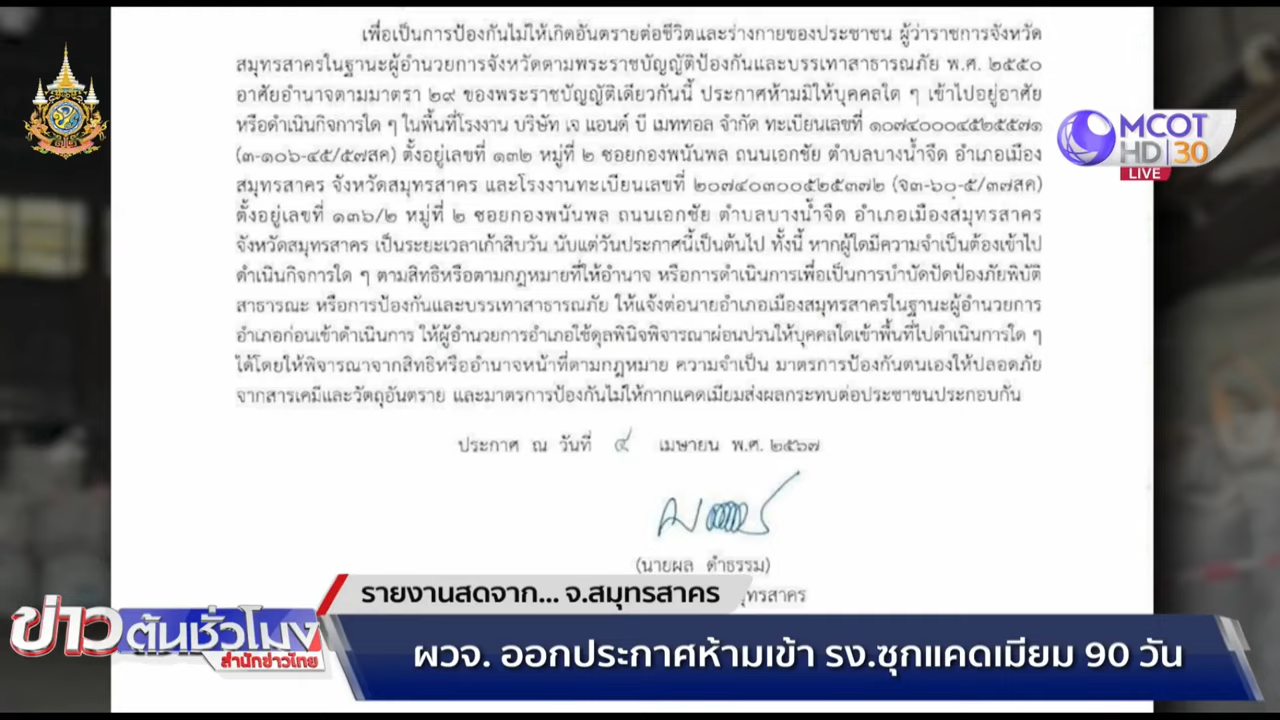 เพื่อเป็นการป้องกันไม่ให้เกิดอันตรายต่อชีวิตและร่างกายของประชาชน ผู้ว่าราชการจังหวัด
สมุทรสาครในฐานะผู้อำนวยการจังหวัดตามพระราชบัญญัติป้องกันและบรรเทาสาธารณภัย พ.ศ. ๒๕๕๐
อาศัยอำนาจตามมาตรา ๒๙ ของพระราชบัญญัติเดียวกันนี้ ประกาศห้ามมิให้บุคคลใด ๆ เข้าไปอยู่อาศัย
หรือดำเนินกิจการใด ๆ ในพื้นที่โรงงาน บริษัท เจ แอนด์ บี เมททอล จำกัด ทะเบียนเลขที่ ๑๐๗๔๐๐๐๔๕๒๕๕๗๑
(๓-๑๐๖-๔๕/๕๗สค) ตั้งอยู่เลขที่ ๑๓๒ หมู่ที่ ๒ ซอยกองพนันพล ถนนเอกชัย ตำบลบางน้ำจืด อำเภอเมือง
สมุทรสาคร จังหวัดสมุทรสาคร และโรงงานทะเบียนเลขที่ ๒๐๗๔๐๓๐๐๕๒๕๓๗๒ (จ๓-๖๐-๕/๓๗สค)
ตั้งอยู่เลขที่ ๑๓๖/๒ หมู่ที่ ๒ ซอยกองพนันพล ถนนเอกชัย ตำบลบางน้ำจืด อำเภอเมืองสมุทรสาคร
จังหวัดสมุทรสาคร เป็นระยะเวลาเก้าสิบวัน นับแต่วันประกาศนี้เป็นต้นไป ทั้งนี้ หากผู้ใดมีความจำเป็นต้องเข้าไป
ดำเนินกิจการใด ๆ ตามสิทธิหรือตามกฎหมายที่ให้อำนาจ หรือการดำเนินการเพื่อเป็นการบำบัดปัดป้องภัยพิบัติ
สาธารณะ หรือการป้องกันและบรรเทาสาธารณภัย ให้แจ้งต่อนายอำเภอเมืองสมุทรสาครในฐานะผู้อำนวยการ
อำเภอก่อนเข้าดำเนินการ ให้ผู้อำนวยการอำเภอใช้ดุลพินิจพิจารณาผ่อนปรนให้บุคคลใดเข้าพื้นที่ไปดำเนินการใด ๆ
ได้โดยให้พิจารณาจากสิทธิหรืออำนาจหน้าที่ตามกฎหมาย ความจำเป็น มาตรการป้องกันตนเองให้ปลอดภัย
จากสารเคมีและวัตถุอันตราย และมาตรการป้องกันไม่ให้กากแคดเมียมส่งผลกระทบต่อประชาชนประกอบกัน
ประกาศ ณ วันที่ ๔ เมษายน พ.ศ. ๒๕๖๗
(นายผล ดำธรรม)
ุทรสาคร
MCOT
HD 30
LIVE
รายงานสดจาก... จ.สมุทรสาคร
ข่าวต้นชั่วโมง
สำนักข่าวไทย
ผวจ. ออกประกาศห้ามเข้า รง.ซุกแคดเมียม 90 วัน